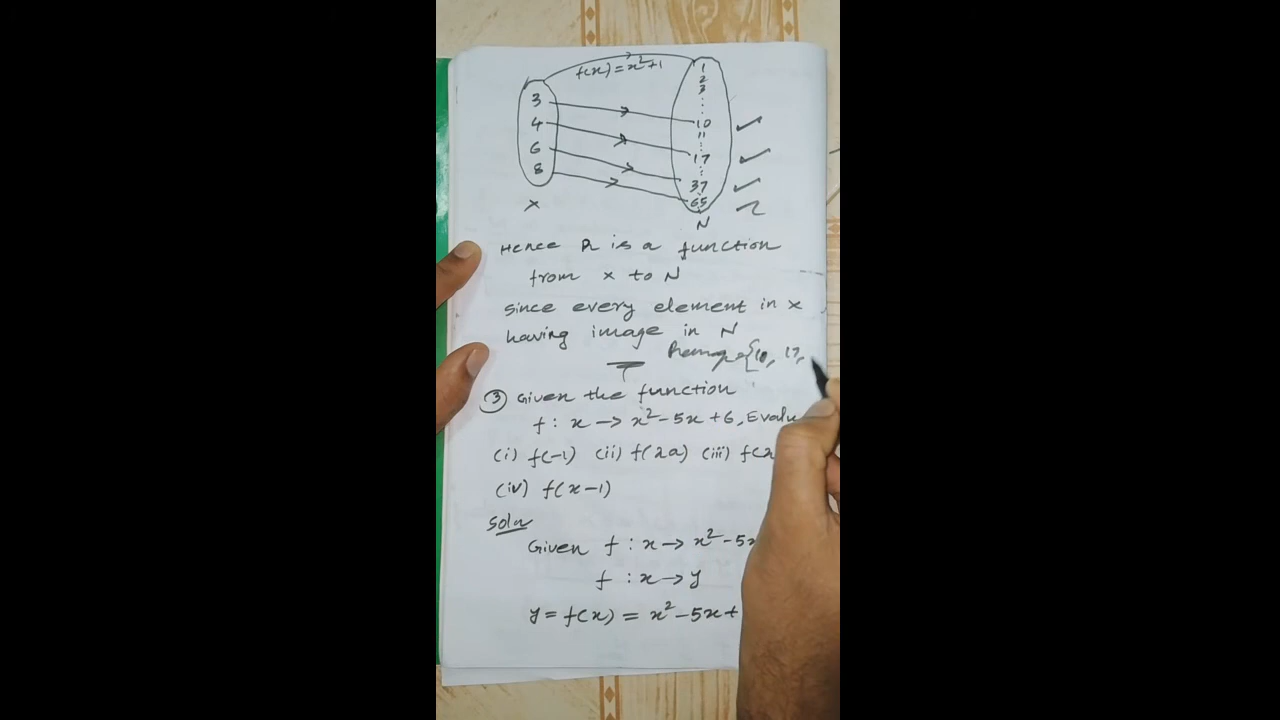 f(x) = x²+1
3
4
6
8
x
1
2
3
:
:
10
11
:
17
:
37
65
N
Hence R is a function
from x to N
since every element in x
having image in N
Range {10, 17,
③ Given the function
f : x → x² - 5x + 6, Evalu
(i) f(-1) (ii) f(2a) (iii) f(2
(iv) f(x-1)
Soln
Given f : x → x² - 5x
f : x → y
y = f(x) = x² - 5x +